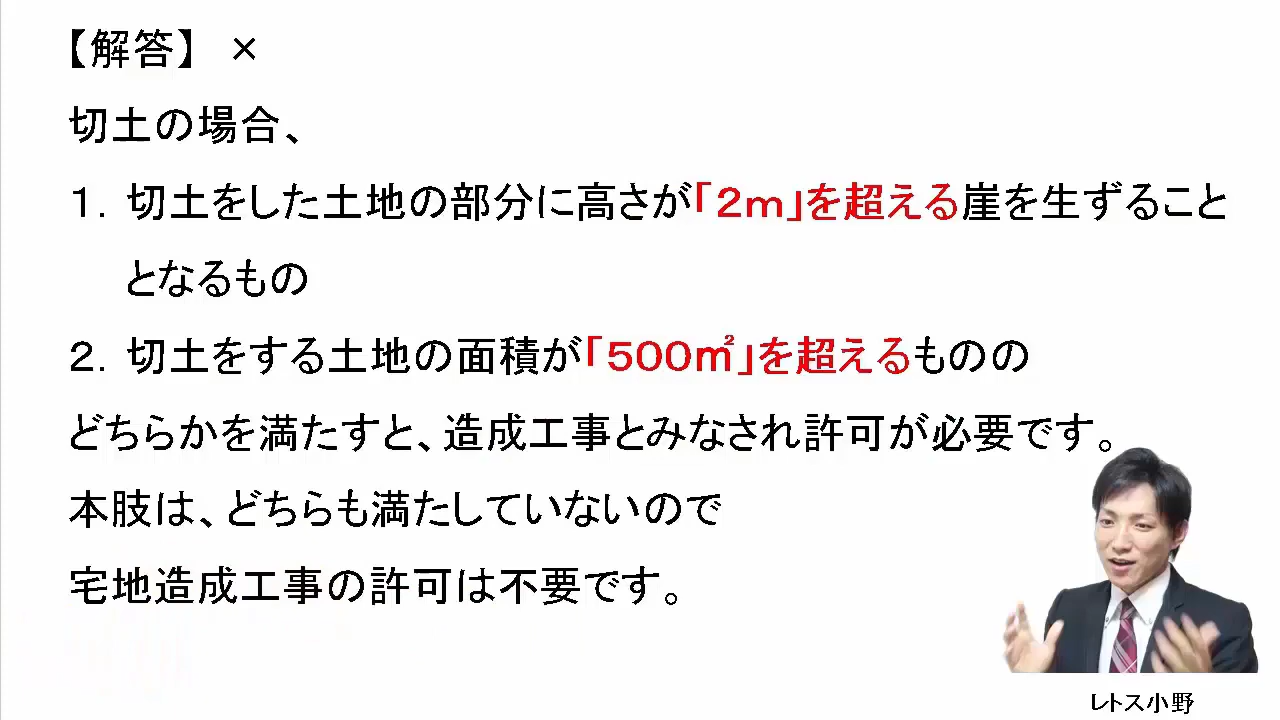 【解答】 ×
切土の場合、
１．切土をした土地の部分に高さが「２ｍ」を超える崖を生ずること
となるもの
２．切土をする土地の面積が「５００㎡」を超えるものの
どちらかを満たすと、造成工事とみなされ許可が必要です。
本肢は、どちらも満たしていないので
宅地造成工事の許可は不要です。
レトス小野